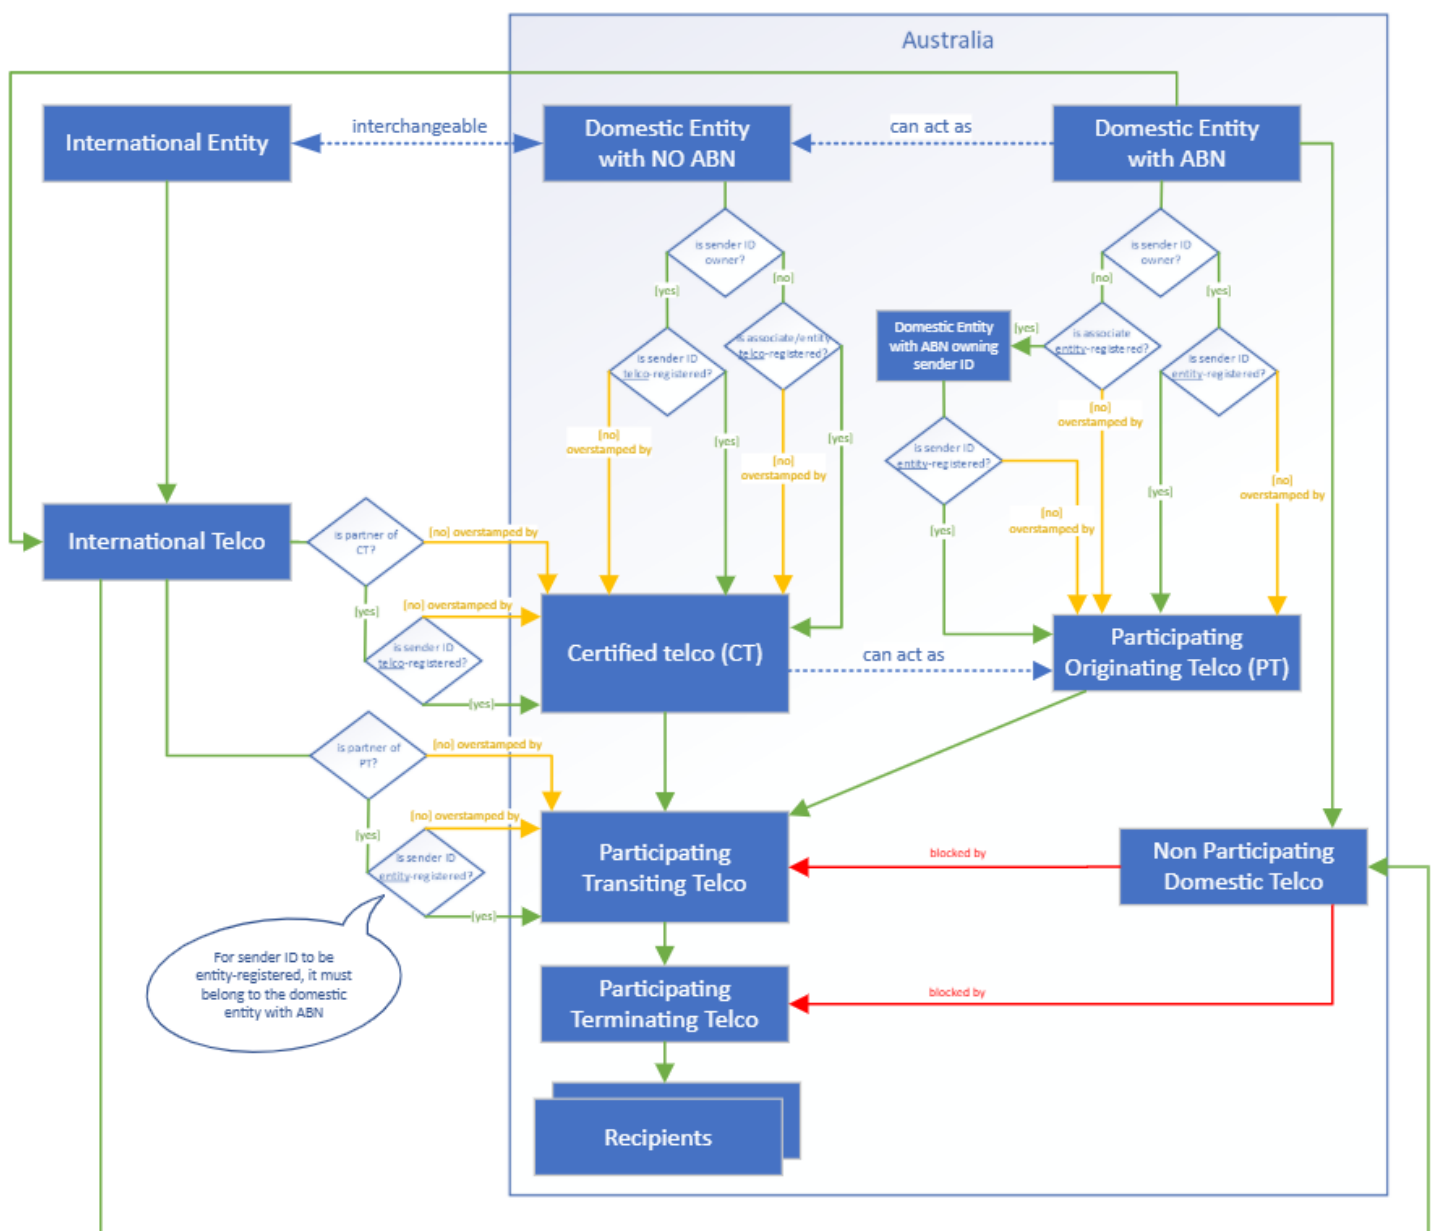 Australia
International Entity
interchangeable
Domestic Entity
with NO ABN
can act as
Domestic Entity
with ABN
is sender ID
owner?
[yes]
[no]
is sender ID
telco-registered?
is associate/entity
telco-registered?
[no]
overstamped by
[yes]
[no]
overstamped by
[yes]
is sender ID
owner?
[no]
[yes]
is associate
entity-registered?
[yes]
Domestic Entity
with ABN owning
sender ID
is sender ID
entity-registered?
[no]
overstamped by
is sender ID
entity-registered?
[yes]
[no]
overstamped by
[yes]
[no]
overstamped by
International Telco
is partner of
CT?
[no] overstamped by
[yes]
[no] overstamped by
is sender ID
telco-registered?
[yes]
Certified telco (CT)
can act as
Participating
Originating Telco (PT)
is partner of
PT?
[no] overstamped by
[yes]
[no] overstamped by
is sender ID
entity-registered?
[yes]
Participating
Transiting Telco
blocked by
Non Participating
Domestic Telco
For sender ID to be
entity-registered, it must
belong to the domestic
entity with ABN
Participating
Terminating Telco
blocked by
Recipients